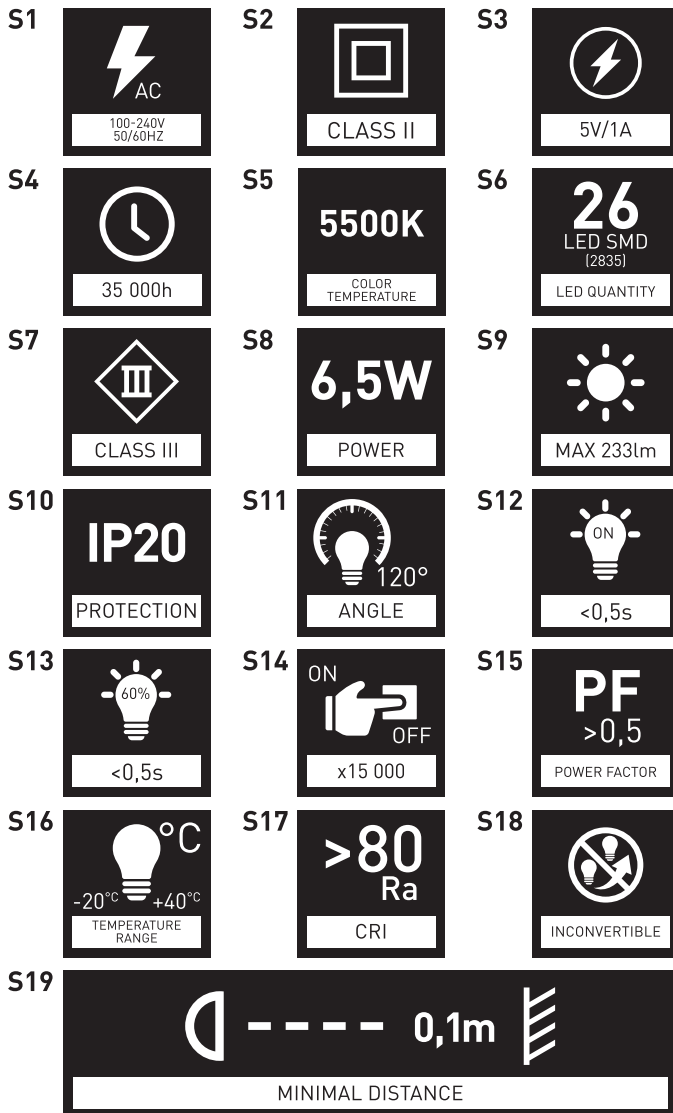 S1
AC
100-240V
50/60HZ
S2
CLASS II
S3
5V/1A
S4
35 000h
S5
5500K
COLOR
TEMPERATURE
S6
26
LED SMD
(2835)
LED QUANTITY
S7
III
CLASS III
S8
6,5W
POWER
S9
MAX 233lm
S10
IP20
PROTECTION
S11
120°
ANGLE
S12
ON
<0,5s
S13
60%
<0,5s
S14
ON
OFF
x15 000
S15
PF
>0,5
POWER FACTOR
S16
°C
-20°C +40°C
TEMPERATURE
RANGE
S17
>80
Ra
CRI
S18
INCONVERTIBLE
S19
0,1m
MINIMAL DISTANCE